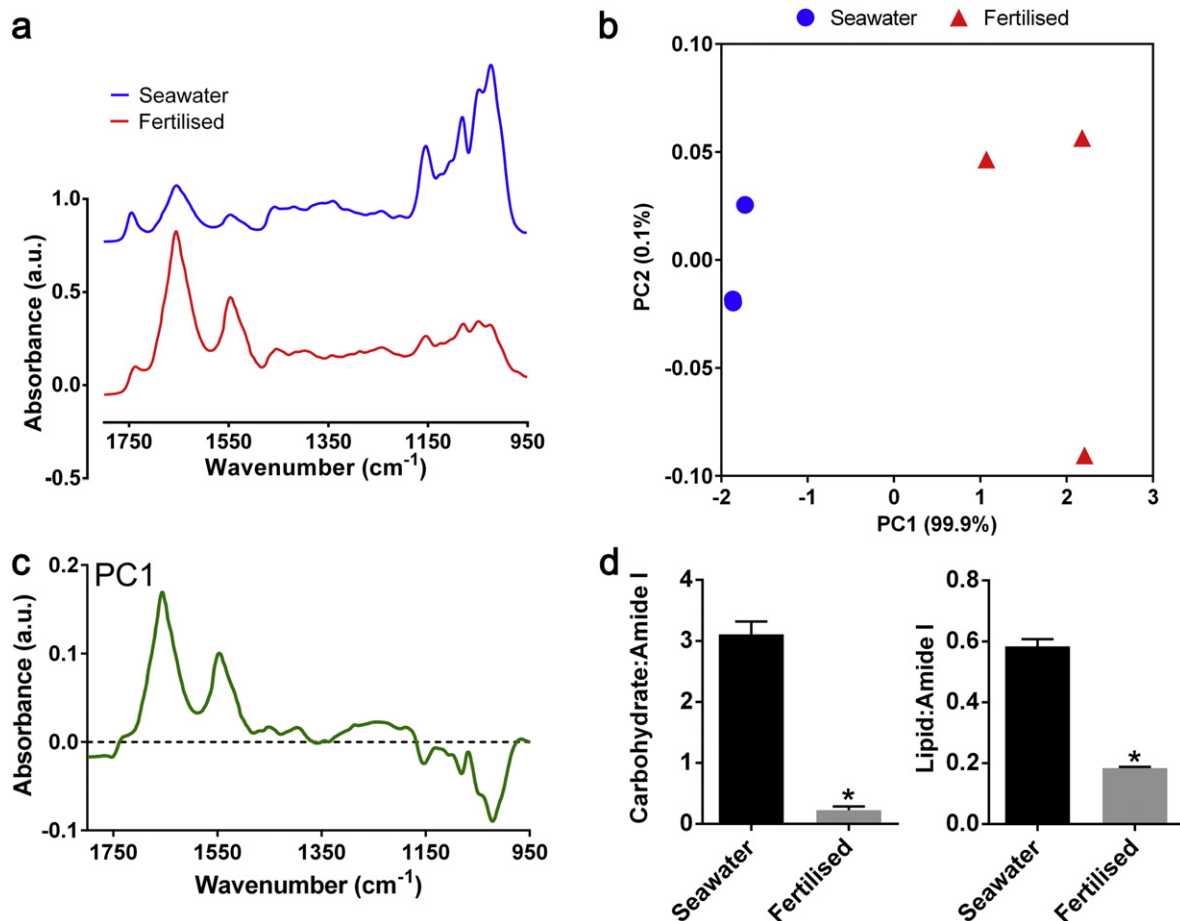 a
Seawater
Fertilised
1.0
0.5
0.0
-0.5
Absorbance (a.u.)
1750 1550 1350 1150 950
Wavenumber (cm⁻¹)
b
Seawater Fertilised
0.10
0.05
0.00
-0.05
-0.10
PC2 (0.1%)
-2 -1 0 1 2 3
PC1 (99.9%)
c
PC1
0.2
0.1
0.0
-0.1
Absorbance (a.u.)
1750 1550 1350 1150 950
Wavenumber (cm⁻¹)
d
Carbohydrate:Amide I
4
3
2
1
0
*
Seawater
Fertilised
Lipid:Amide I
0.8
0.6
0.4
0.2
0.0
*
Seawater
Fertilised